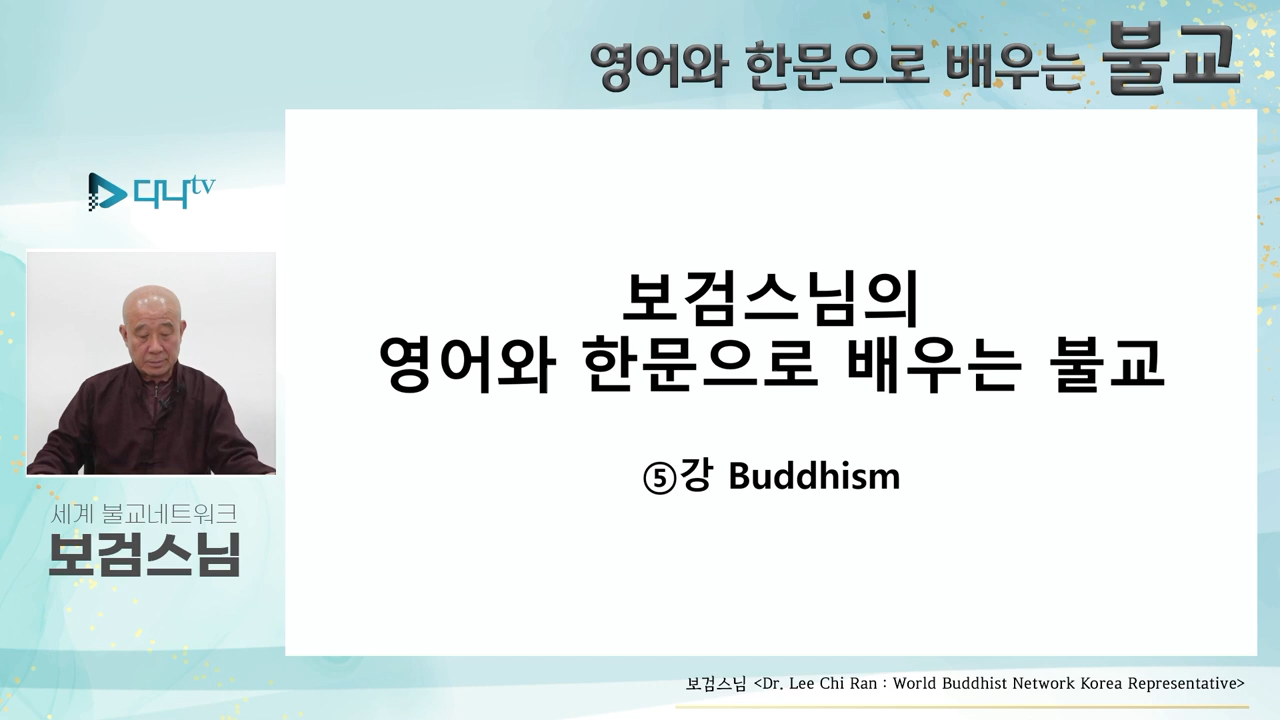 영어와 한문으로 배우는 불교
디나tv
보검스님의
영어와 한문으로 배우는 불교
⑤강 Buddhism
세계 불교네트워크
보검스님
보검스님 <Dr. Lee Chi Ran : World Buddhist Network Korea Representative>